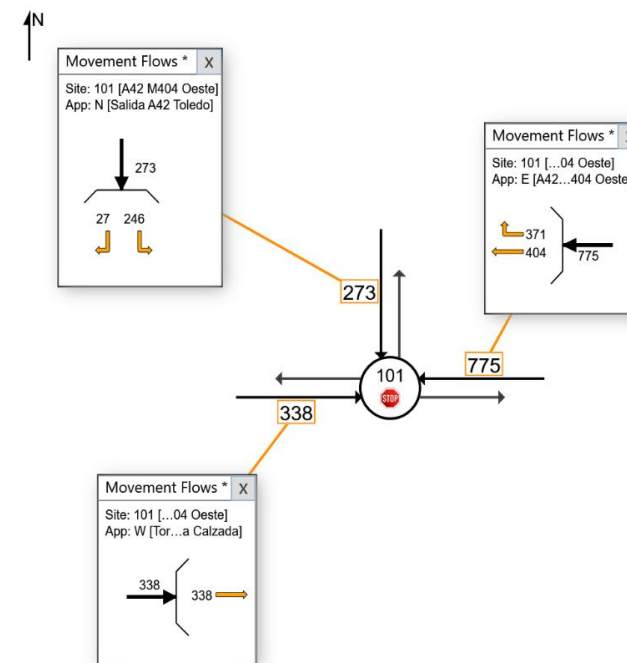 N
Movement Flows * X
Site: 101 [A42 M404 Oeste]
App: N [Salida A42 Toledo]
273
27 246
Movement Flows *
Site: 101 [...04 Oeste]
App: E [A42...404 Oeste
371
404
775
273
101
STOP
775
338
Movement Flows * X
Site: 101 [...04 Oeste]
App: W [Tor...a Calzada]
338
338